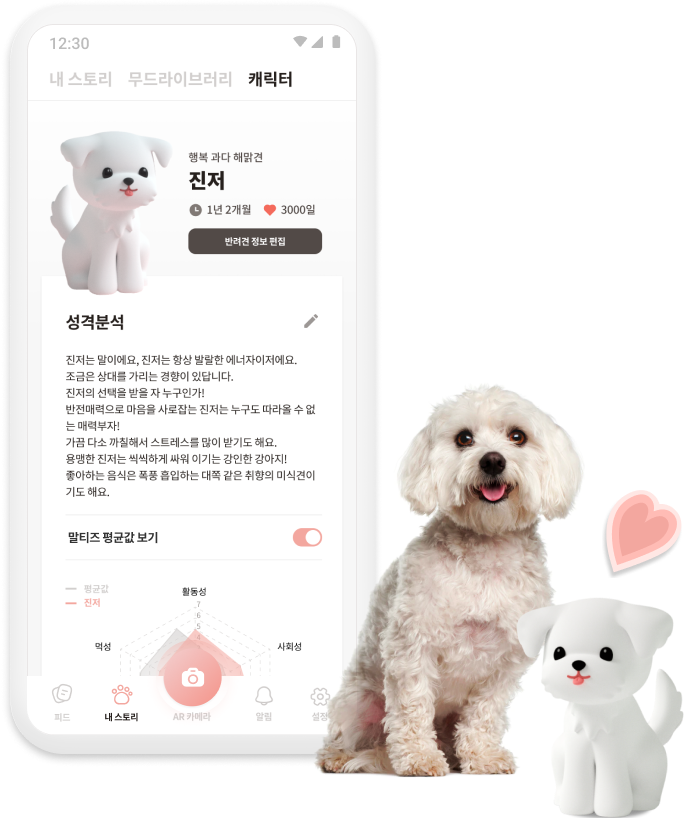 12:30
내 스토리 무드라이브러리 캐릭터
행복 과다 해맑견
진저
1년 2개월 3000일
반려견 정보 편집
성격분석
진저는 말이에요, 진저는 항상 발랄한 에너자이저에요.
조금은 상대를 가리는 경향이 있답니다.
진저의 선택을 받을 자 누구인가!
반전매력으로 마음을 사로잡는 진저는 누구도 따라올 수 없
는 매력부자!
가끔 다소 까칠해서 스트레스를 많이 받기도 해요.
용맹한 진저는 씩씩하게 싸워 이기는 강인한 강아지!
좋아하는 음식은 폭풍 흡입하는 대쪽 같은 취향의 미식견이
기도 해요.
말티즈 평균값 보기
평균값
진저
활동성
7
6
5
4
먹성
사회성
피드 내 스토리 AR 카메라 알림 설정